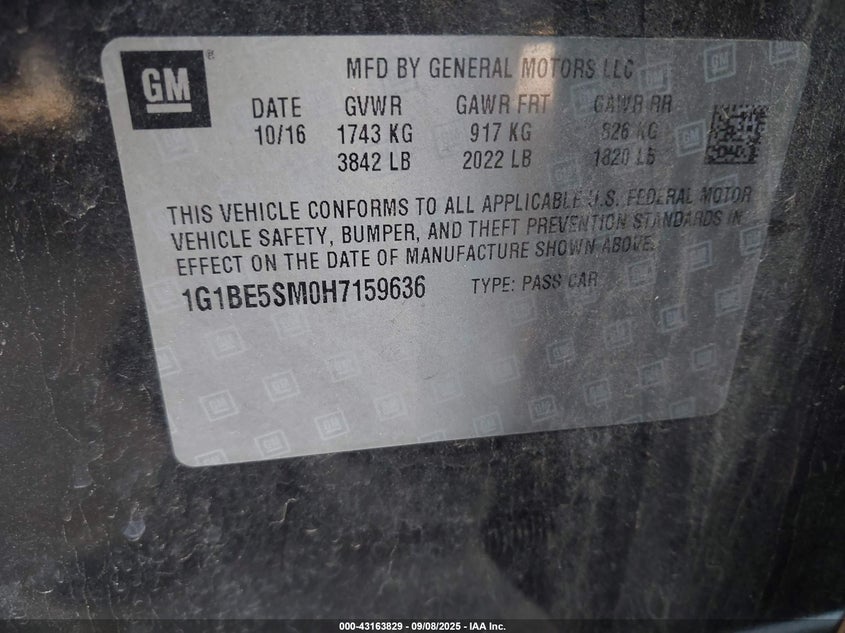 GM®
MFD BY GENERAL MOTORS LLC
DATE GVWR GAWR FRT GAWR RR
10/16 1743 KG 917 KG 826 KG
3842 LB 2022 LB 1820 LB
THIS VEHICLE CONFORMS TO ALL APPLICABLE U.S. FEDERAL MOTOR
VEHICLE SAFETY, BUMPER, AND THEFT PREVENTION STANDARDS IN
EFFECT ON THE DATE OF MANUFACTURE SHOWN ABOVE.
1G1BE5SM0H7159636 TYPE: PASS CAR
000-43163829 - 09/08/2025 - IAA Inc.